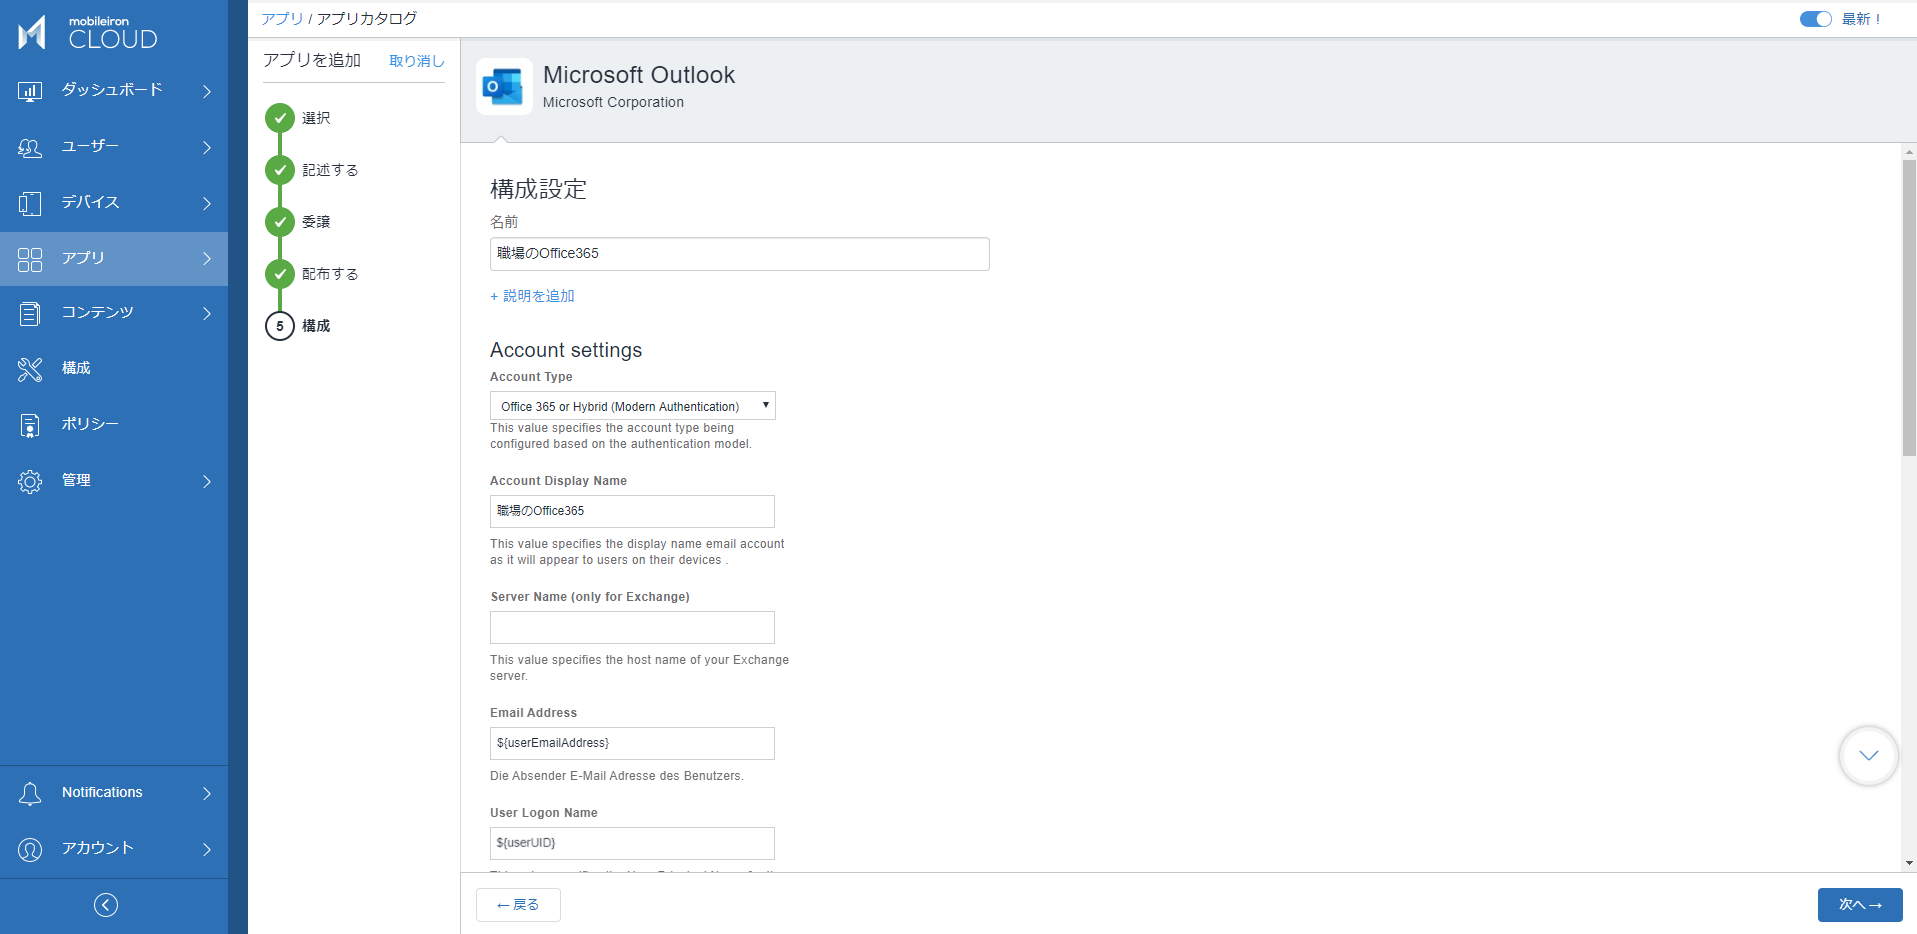 mobileiron
CLOUD
ダッシュボード
ユーザー
デバイス
アプリ
コンテンツ
構成
ポリシー
管理
Notifications
アカウント
アプリ / アプリカタログ
最新！
アプリを追加 取り消し
選択
記述する
委譲
配布する
5 構成
Microsoft Outlook
Microsoft Corporation
構成設定
名前
職場のOffice365
+ 説明を追加
Account settings
Account Type
Office 365 or Hybrid (Modern Authentication)
This value specifies the account type being
configured based on the authentication model.
Account Display Name
職場のOffice365
This value specifies the display name email account
as it will appear to users on their devices .
Server Name (only for Exchange)
This value specifies the host name of your Exchange
server.
Email Address
${userEmailAddress}
Die Absender E-Mail Adresse des Benutzers.
User Logon Name
${userUID}
←戻る
次へ→